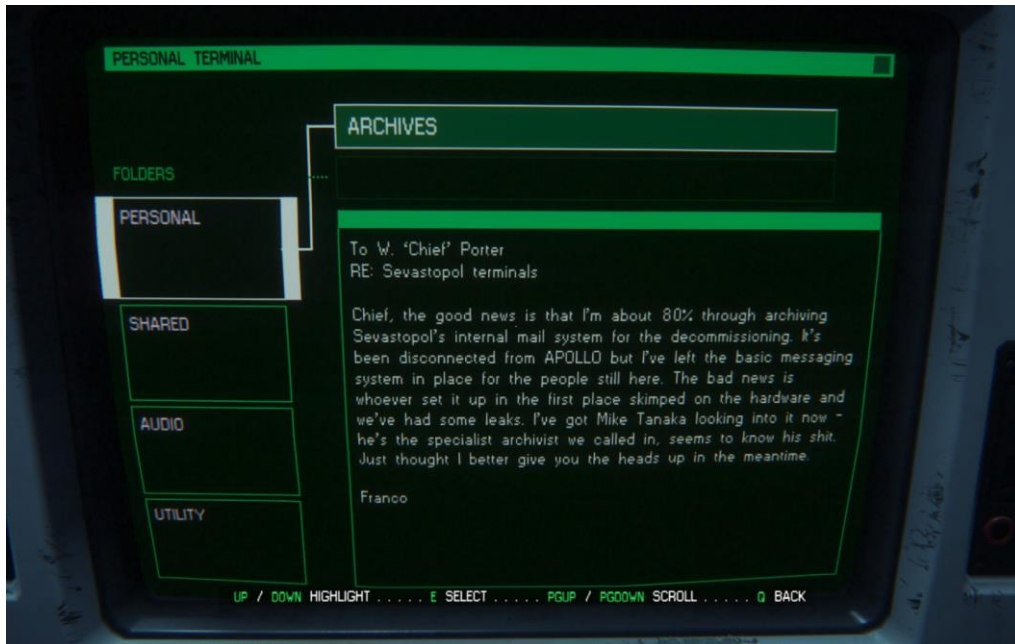 PERSONAL TERMINAL
ARCHIVES
FOLDERS
PERSONAL
SHARED
AUDIO
UTILITY
To W. 'Chief' Porter
RE: Sevastopol terminals
Chief, the good news is that I'm about 80% through archiving
Sevastopol's internal mail system for the decommissioning. It's
been disconnected from APOLLO but I've left the basic messaging
system in place for the people still here. The bad news is
whoever set it up in the first place skimped on the hardware and
we've had some leaks. I've got Mike Tanaka looking into it now -
he's the specialist archivist we called in, seems to know his shit.
Just thought I better give you the heads up in the meantime.
Franco
UP / DOWN HIGHLIGHT ..... E SELECT ..... PGUP / PGDOWN SCROLL ..... Q BACK